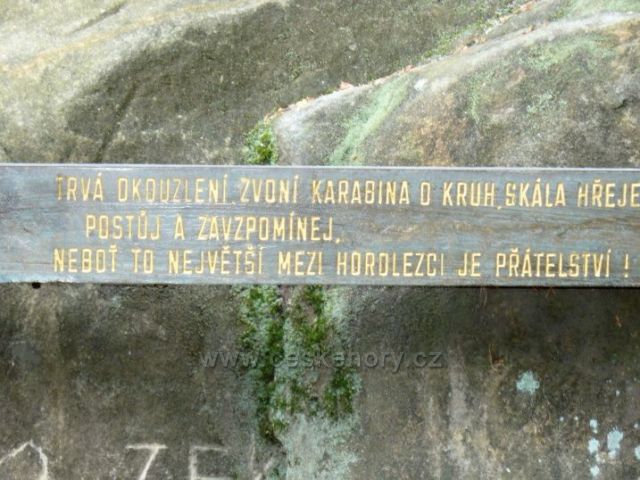 TRVÁ OKOUZLENÍ. ZVONÍ KARABINA O KRUH, SKÁLA HŘEJE
POSTŮJ A ZAVZPOMÍNEJ,
NEBOŤ TO NEJVĚTŠÍ MEZI HOROLEZCI JE PŘÁTELSTVÍ !
www.ceskehory.cz